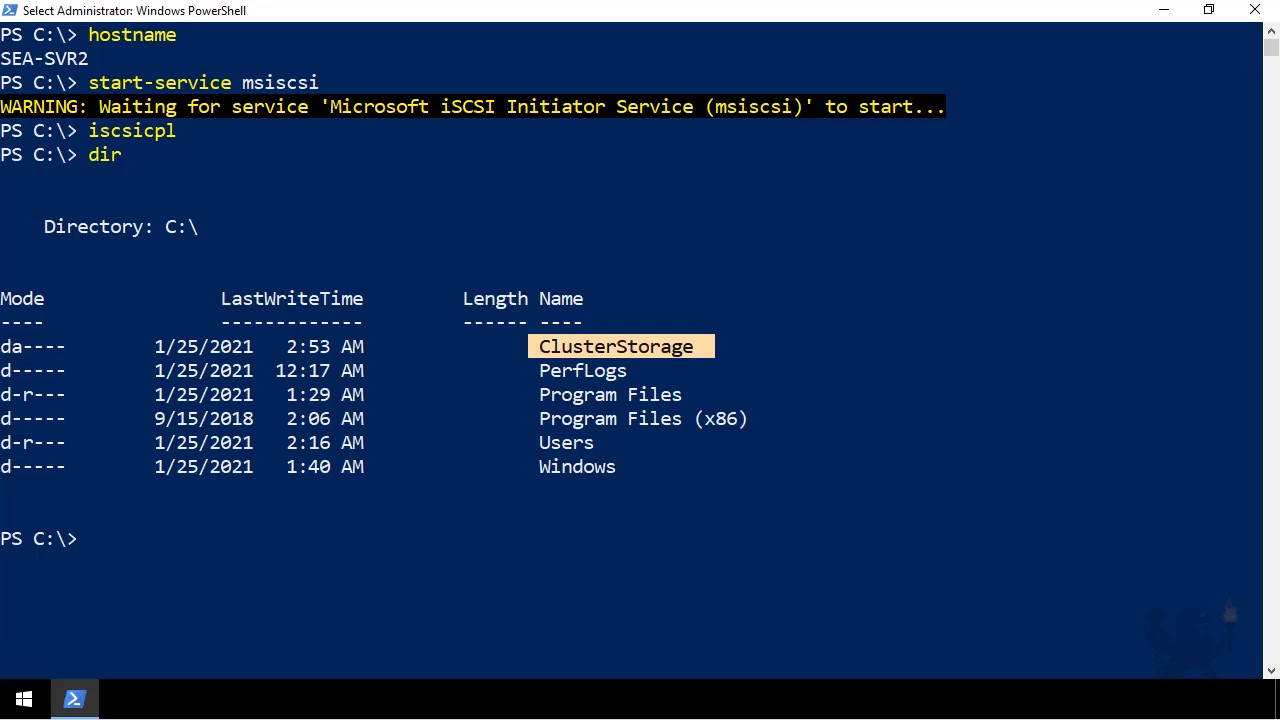 Select Administrator: Windows PowerShell
PS C:\> hostname
SEA-SVR2
PS C:\> start-service msiscsi
WARNING: Waiting for service 'Microsoft iSCSI Initiator Service (msiscsi)' to start...
PS C:\> iscsicpl
PS C:\> dir
Directory: C:\
Mode LastWriteTime Length Name
---- ------------- ------ ----
da---- 1/25/2021 2:53 AM ClusterStorage
d----- 1/25/2021 12:17 AM PerfLogs
d-r--- 1/25/2021 1:29 AM Program Files
d----- 9/15/2018 2:06 AM Program Files (x86)
d-r--- 1/25/2021 2:16 AM Users
d----- 1/25/2021 1:40 AM Windows
PS C:\>